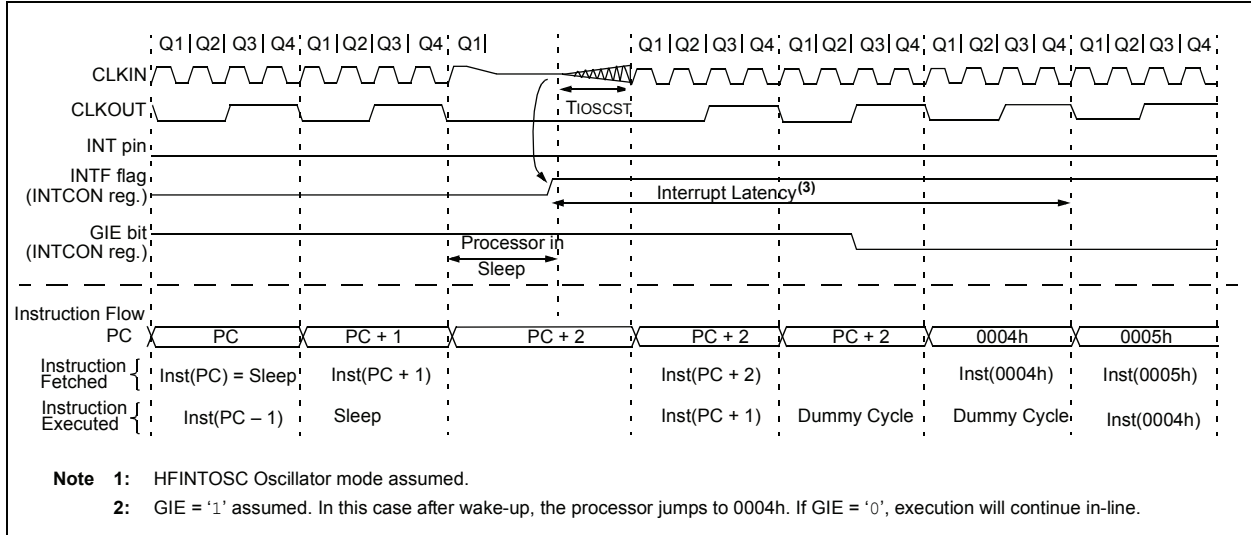 Q1 Q2 Q3 Q4 Q1 Q2 Q3 Q4 Q1 Q1 Q2 Q3 Q4 Q1 Q2 Q3 Q4 Q1 Q2 Q3 Q4 Q1 Q2 Q3 Q4
CLKIN
TIOSCST
CLKOUT
INT pin
INTF flag
(INTCON reg.)
Interrupt Latency(3)
GIE bit
(INTCON reg.)
Processor in
Sleep
Instruction Flow
PC PC PC + 1 PC + 2 PC + 2 PC + 2 0004h 0005h
Instruction
Fetched
Inst(PC) = Sleep Inst(PC + 1) Inst(PC + 2) Inst(0004h) Inst(0005h)
Instruction
Executed
Inst(PC – 1) Sleep Inst(PC + 1) Dummy Cycle Dummy Cycle Inst(0004h)
Note 1: HFINTOSC Oscillator mode assumed.
2: GIE = ‘1’ assumed. In this case after wake-up, the processor jumps to 0004h. If GIE = ‘0’, execution will continue in-line.